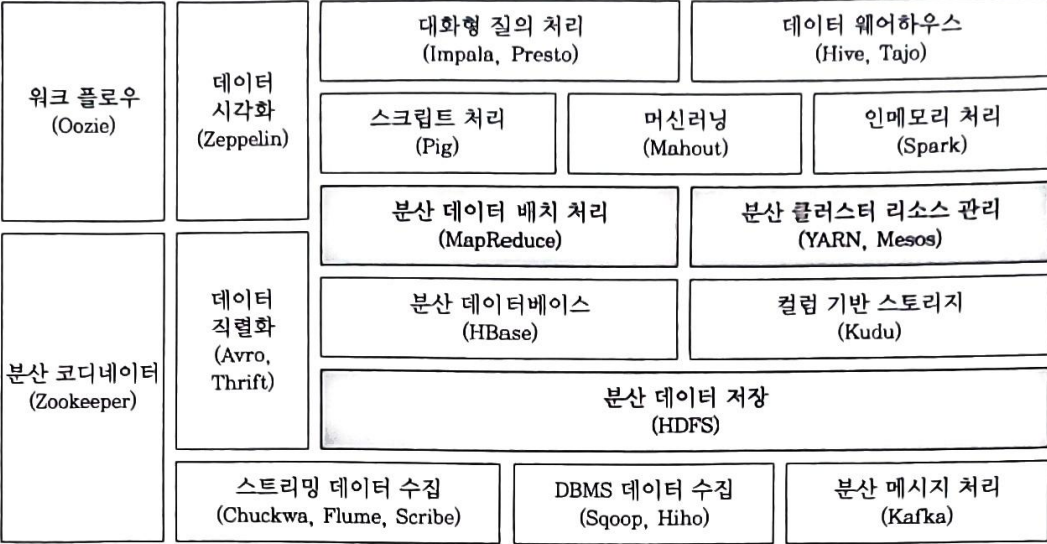 워크 플로우
(Oozie)
데이터
시각화
(Zeppelin)
대화형 질의 처리
(Impala, Presto)
데이터 웨어하우스
(Hive, Tajo)
스크립트 처리
(Pig)
머신러닝
(Mahout)
인메모리 처리
(Spark)
분산 데이터 배치 처리
(MapReduce)
분산 클러스터 리소스 관리
(YARN, Mesos)
분산 코디네이터
(Zookeeper)
데이터
직렬화
(Avro,
Thrift)
분산 데이터베이스
(HBase)
컬럼 기반 스토리지
(Kudu)
분산 데이터 저장
(HDFS)
스트리밍 데이터 수집
(Chuckwa, Flume, Scribe)
DBMS 데이터 수집
(Sqoop, Hiho)
분산 메시지 처리
(Kafka)